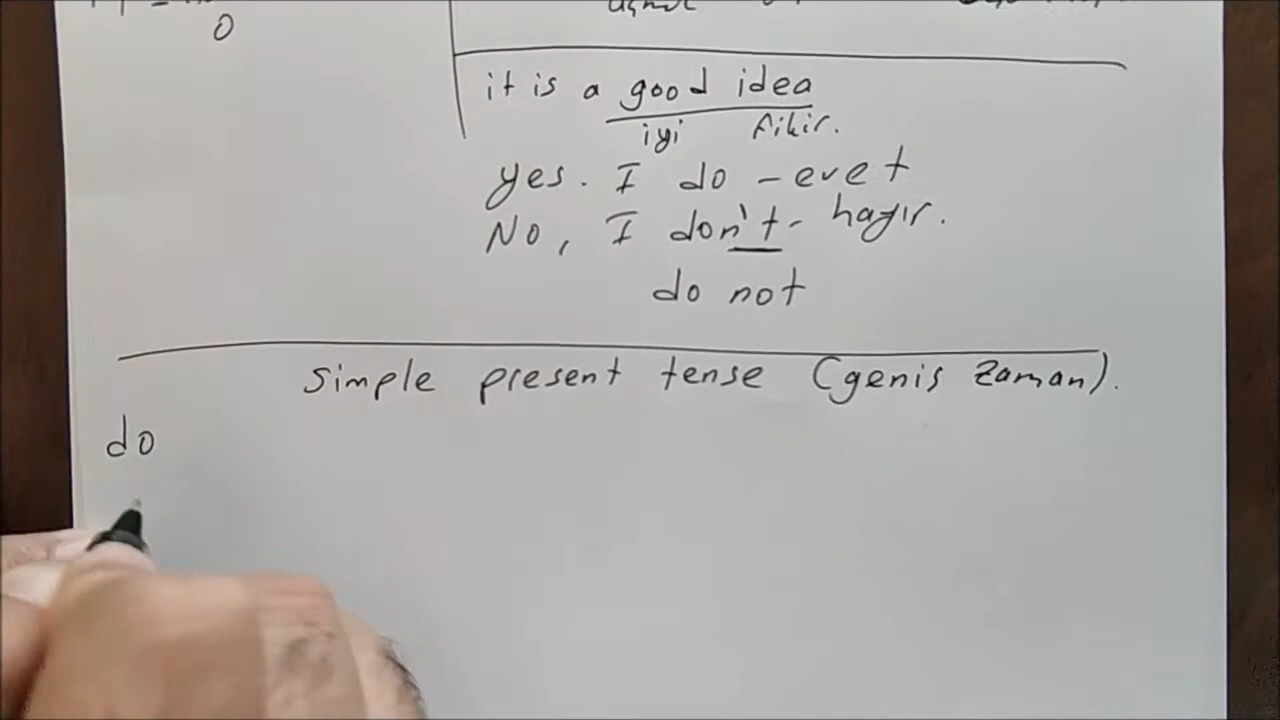 0
it is a good idea
iyi fikir.
yes. I do - evet
No, I don't - hayır.
do not
Simple present tense (genis zaman).
do